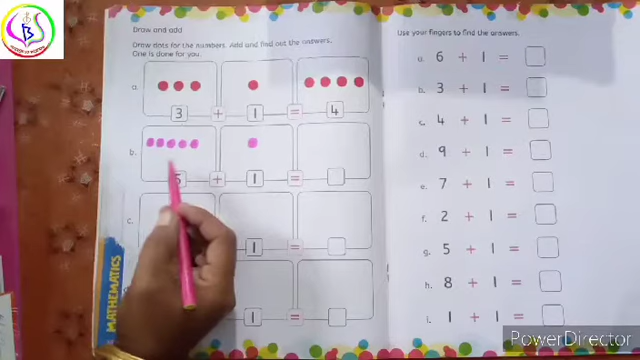 Draw and add
Draw dots for the numbers. Add and find out the answers.
One is done for you.
a.
3 + 1 = 4
b.
5 + 1 =
c.
1 =
1 =
MATHEMATICS
Use your fingers to find the answers.
a. 6 + 1 =
b. 3 + 1 =
c. 4 + 1 =
d. 9 + 1 =
e. 7 + 1 =
f. 2 + 1 =
g. 5 + 1 =
h. 8 + 1 =
i. 1 + 1 =
PowerDirector